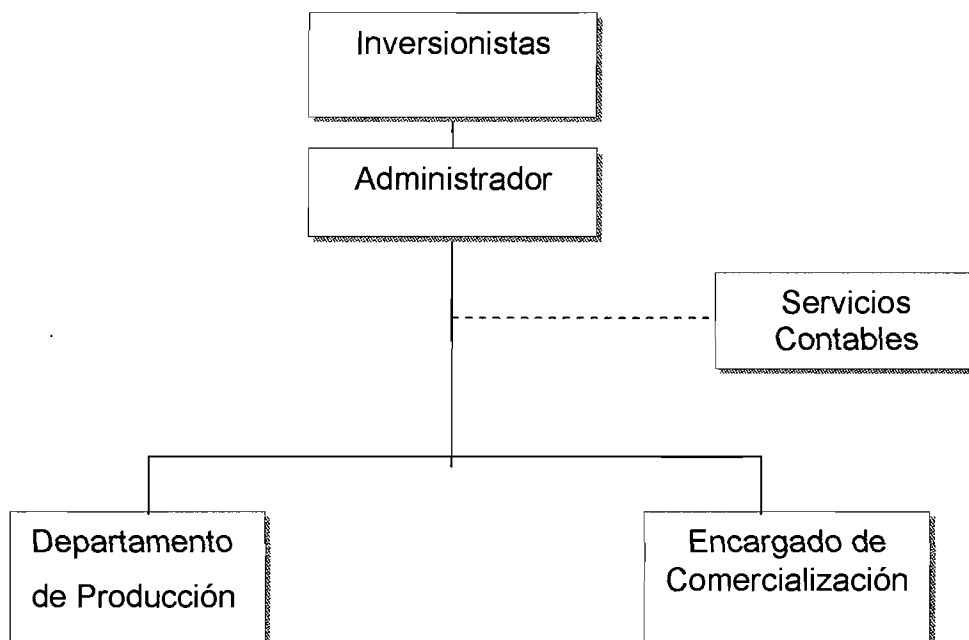 Inversionistas
Administrador
Servicios
Contables
Departamento
de Producción
Encargado de
Comercialización